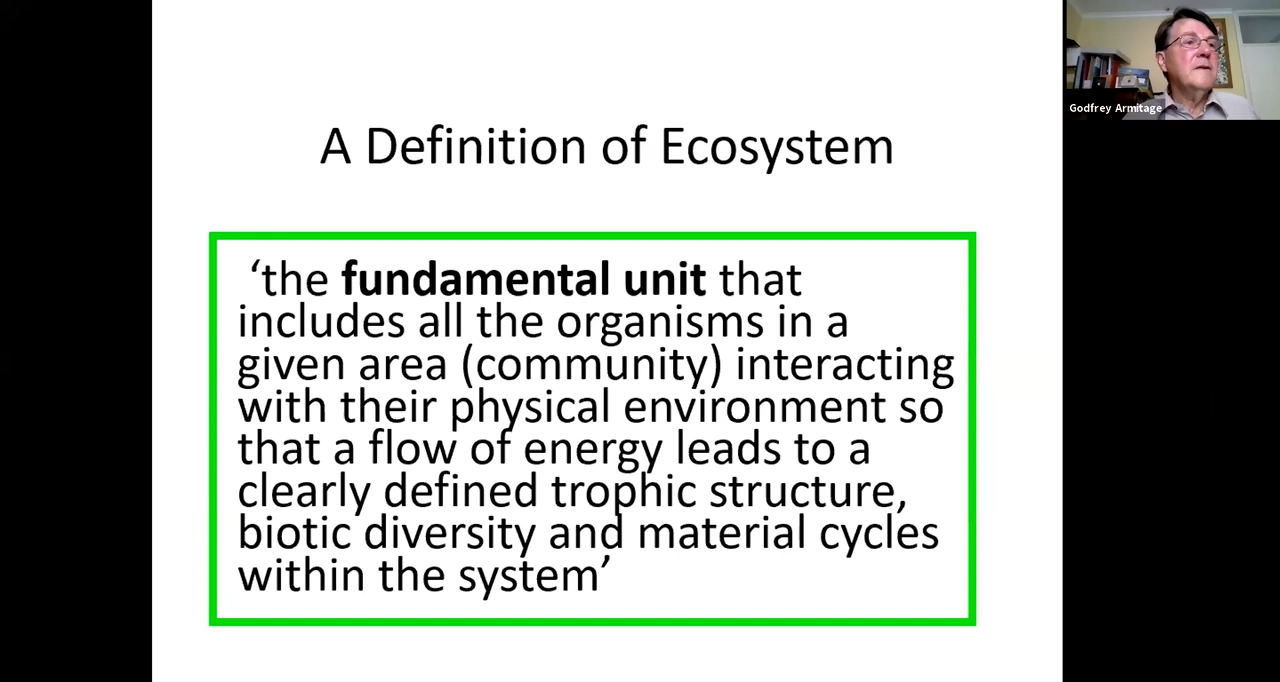 A Definition of Ecosystem
‘the fundamental unit that
includes all the organisms in a
given area (community) interacting
with their physical environment so
that a flow of energy leads to a
clearly defined trophic structure,
biotic diversity and material cycles
within the system’
Godfrey Armitage